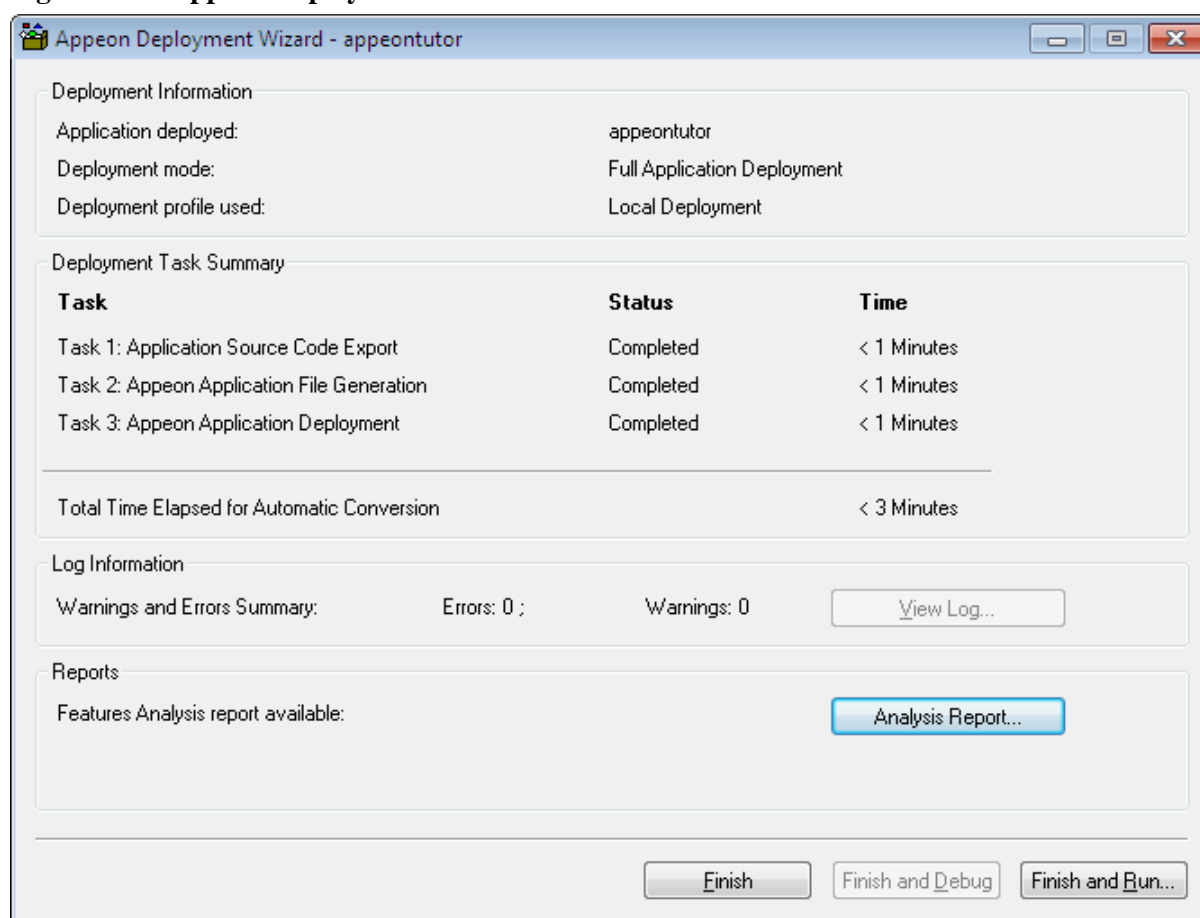 Appeon Deployment Wizard - appeontutor
Deployment Information
Application deployed: appeontutor
Deployment mode: Full Application Deployment
Deployment profile used: Local Deployment
Deployment Task Summary
Task Status Time
Task 1: Application Source Code Export Completed < 1 Minutes
Task 2: Appeon Application File Generation Completed < 1 Minutes
Task 3: Appeon Application Deployment Completed < 1 Minutes
Total Time Elapsed for Automatic Conversion < 3 Minutes
Log Information
Warnings and Errors Summary: Errors: 0 ; Warnings: 0 View Log...
Reports
Features Analysis report available: Analysis Report...
Finish Finish and Debug Finish and Run...